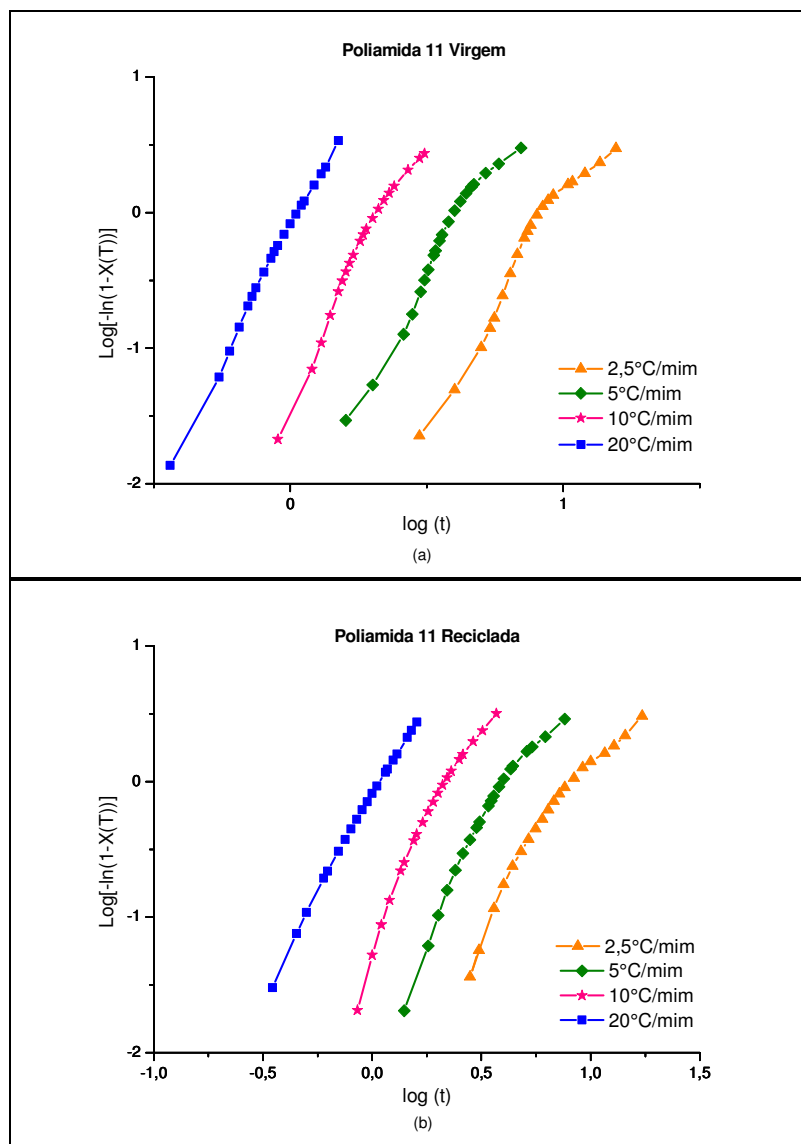 Poliamida 11 Virgem
1
0
-1
-2
Log[-ln(1-X(T))]
2,5°C/mim
5°C/mim
10°C/mim
20°C/mim
0
1
log (t)
(a)
Poliamida 11 Reciclada
1
0
-1
-2
Log[-ln(1-X(T))]
2,5°C/mim
5°C/mim
10°C/mim
20°C/mim
-1,0
-0,5
0,0
0,5
1,0
1,5
log (t)
(b)